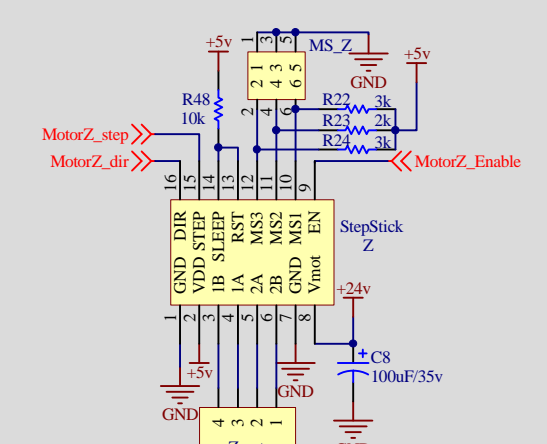 +5v
1
3
5
MS_Z
+5v
2 1
4 3
6 5
GND
R48
10k
2
4
6
R22
3k
R23
2k
R24
3k
MotorZ_step
MotorZ_dir
MotorZ_Enable
16
15
14
13
12
11
10
9
DIR
STEP
SLEEP
RST
MS3
MS2
MS1
EN
StepStick
Z
GND
VDD
1B
1A
2A
2B
GND
Vmot
+24v
1
2
3
4
5
6
7
8
+
C8
100uF/35v
+5v
GND
GND
4
3
2
1